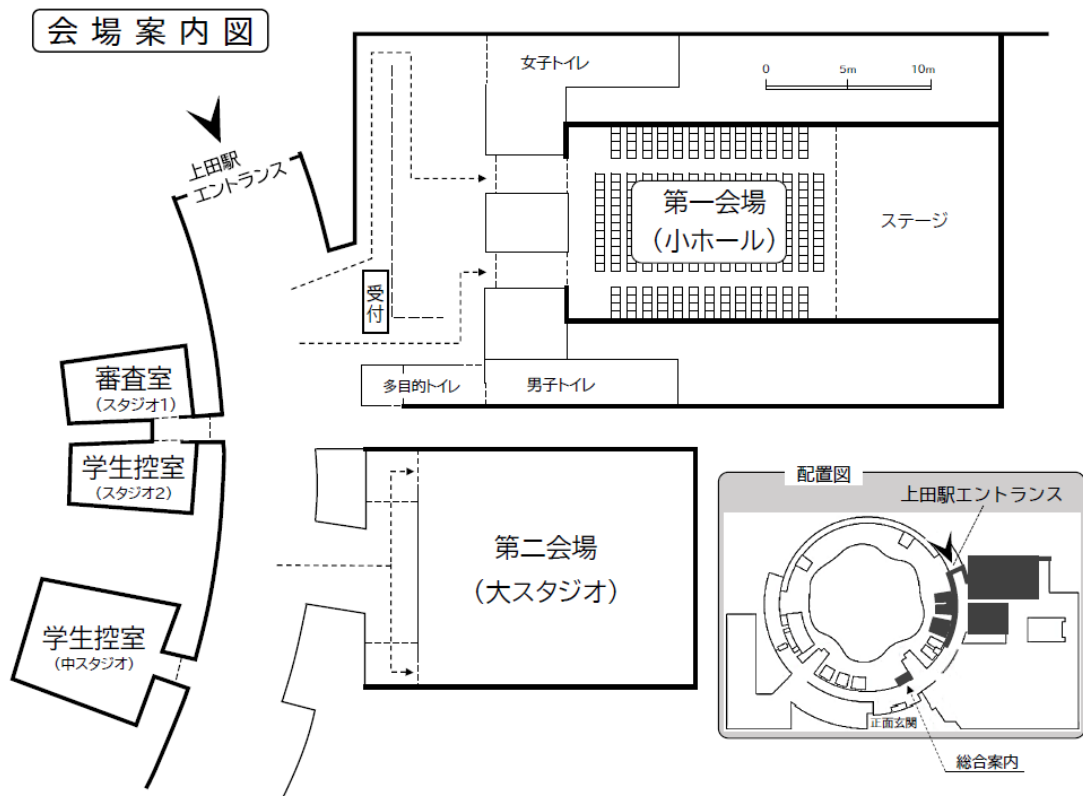 会場案内図
女子トイレ
0 5m 10m
上田駅
エントランス
第一会場
(小ホール)
ステージ
受付
多目的トイレ
男子トイレ
審査室
(スタジオ1)
学生控室
(スタジオ2)
第二会場
(大スタジオ)
学生控室
(中スタジオ)
配置図
上田駅エントランス
正面玄関
総合案内